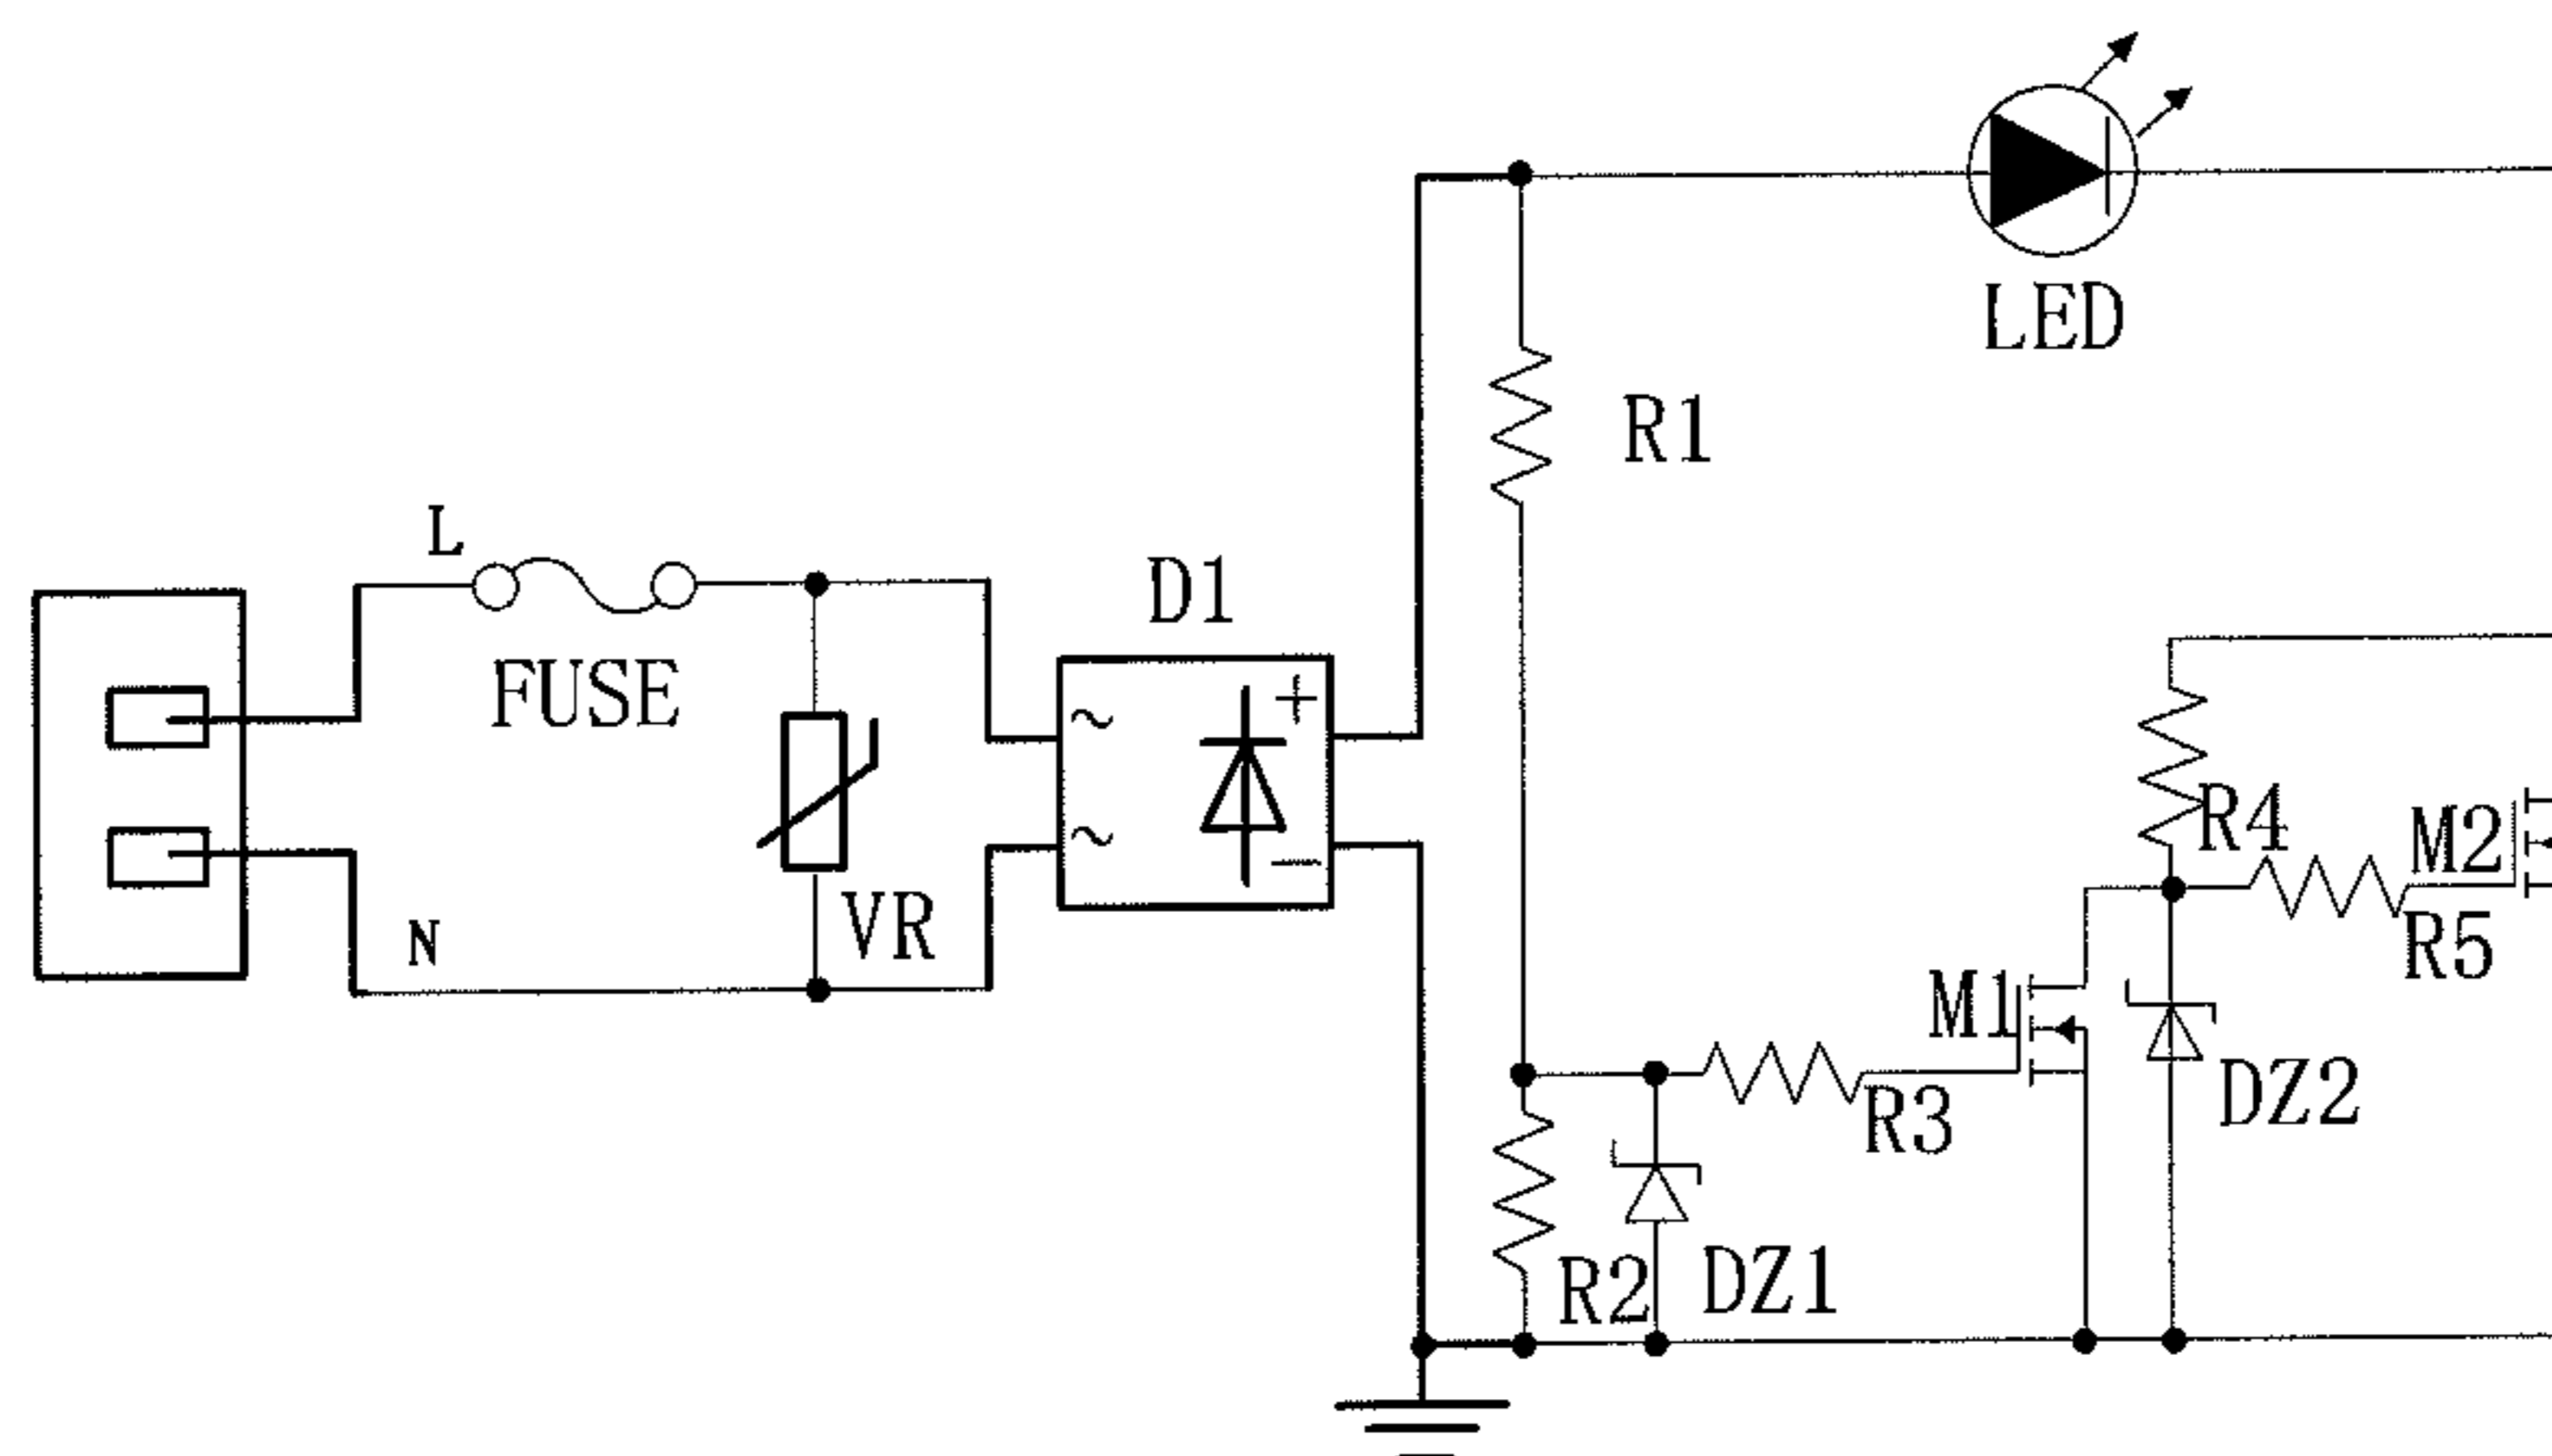 LED
R1
L
D1
FUSE
+
~
R4
M2
~
−
VR
N
R5
M1
DZ2
R3
R2
DZ1